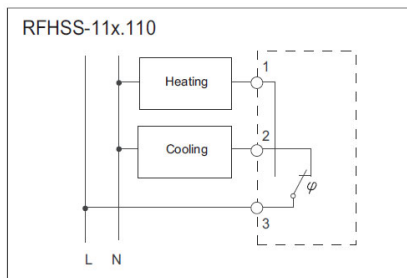 RFHSS-11x.110
1
Heating
2
Cooling
φ
3
L N